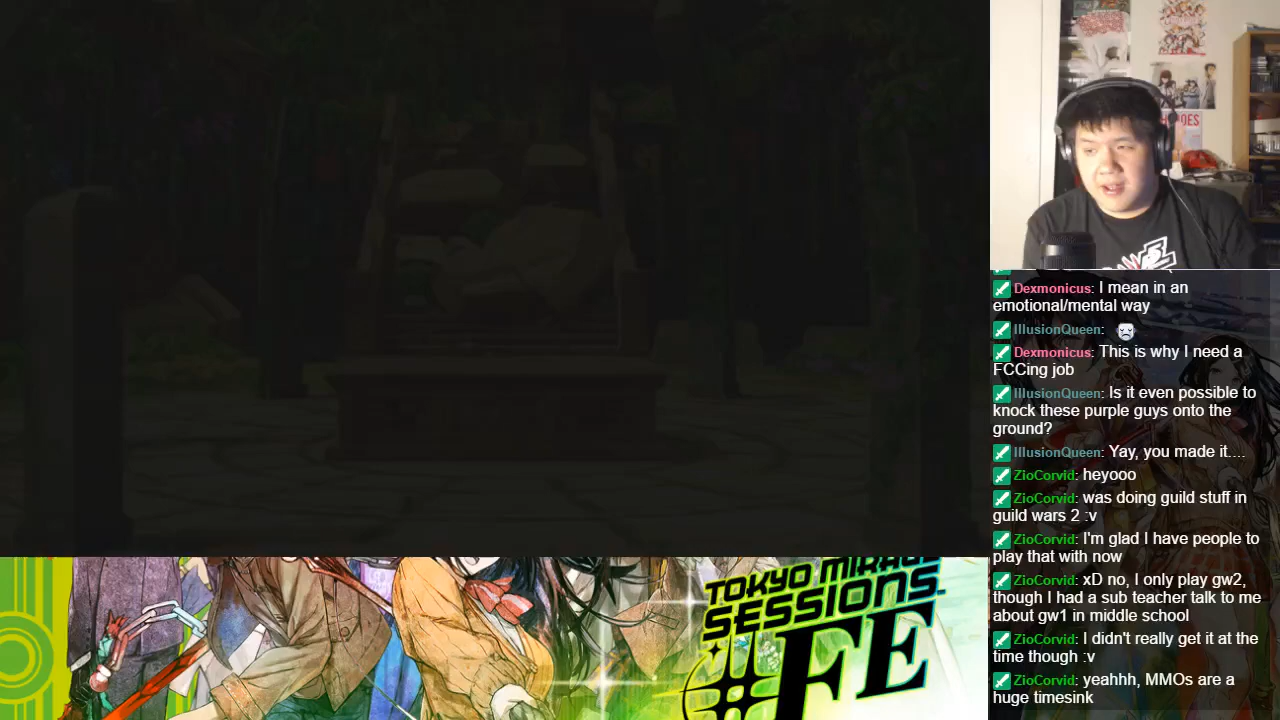 HEROES
Dexmonicus: I mean in an
emotional/mental way
IllusionQueen:
Dexmonicus: This is why I need a
FCCing job
IllusionQueen: Is it even possible to
knock these purple guys onto the
ground?
IllusionQueen: Yay, you made it....
ZioCorvid: heyooo
ZioCorvid: was doing guild stuff in
guild wars 2 :v
ZioCorvid: I'm glad I have people to
play that with now
ZioCorvid: xD no, I only play gw2,
though I had a sub teacher talk to me
about gw1 in middle school
ZioCorvid: I didn't really get it at the
time though :v
ZioCorvid: yeahhh, MMOs are a
huge timesink
TOKYO MIRAGE
SESSIONS
#FE